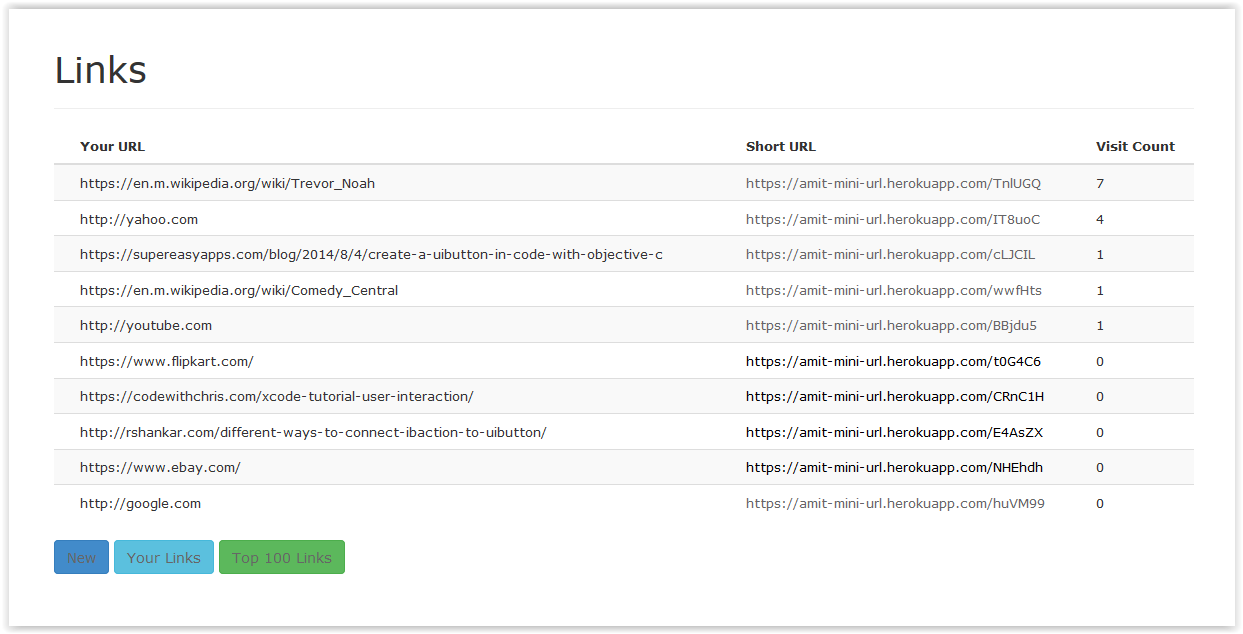 Links
Your URL Short URL Visit Count
https://en.m.wikipedia.org/wiki/Trevor_Noah https://amit-mini-url.herokuapp.com/TnlUGQ 7
http://yahoo.com https://amit-mini-url.herokuapp.com/IT8uoC 4
https://supereasyapps.com/blog/2014/8/4/create-a-uibutton-in-code-with-objective-c https://amit-mini-url.herokuapp.com/cLJCIL 1
https://en.m.wikipedia.org/wiki/Comedy_Central https://amit-mini-url.herokuapp.com/wwfHts 1
http://youtube.com https://amit-mini-url.herokuapp.com/BBjdu5 1
https://www.flipkart.com/ https://amit-mini-url.herokuapp.com/t0G4C6 0
https://codewithchris.com/xcode-tutorial-user-interaction/ https://amit-mini-url.herokuapp.com/CRnC1H 0
http://rshankar.com/different-ways-to-connect-ibaction-to-uibutton/ https://amit-mini-url.herokuapp.com/E4AsZX 0
https://www.ebay.com/ https://amit-mini-url.herokuapp.com/NHEhdh 0
http://google.com https://amit-mini-url.herokuapp.com/huVM99 0
New Your Links Top 100 Links